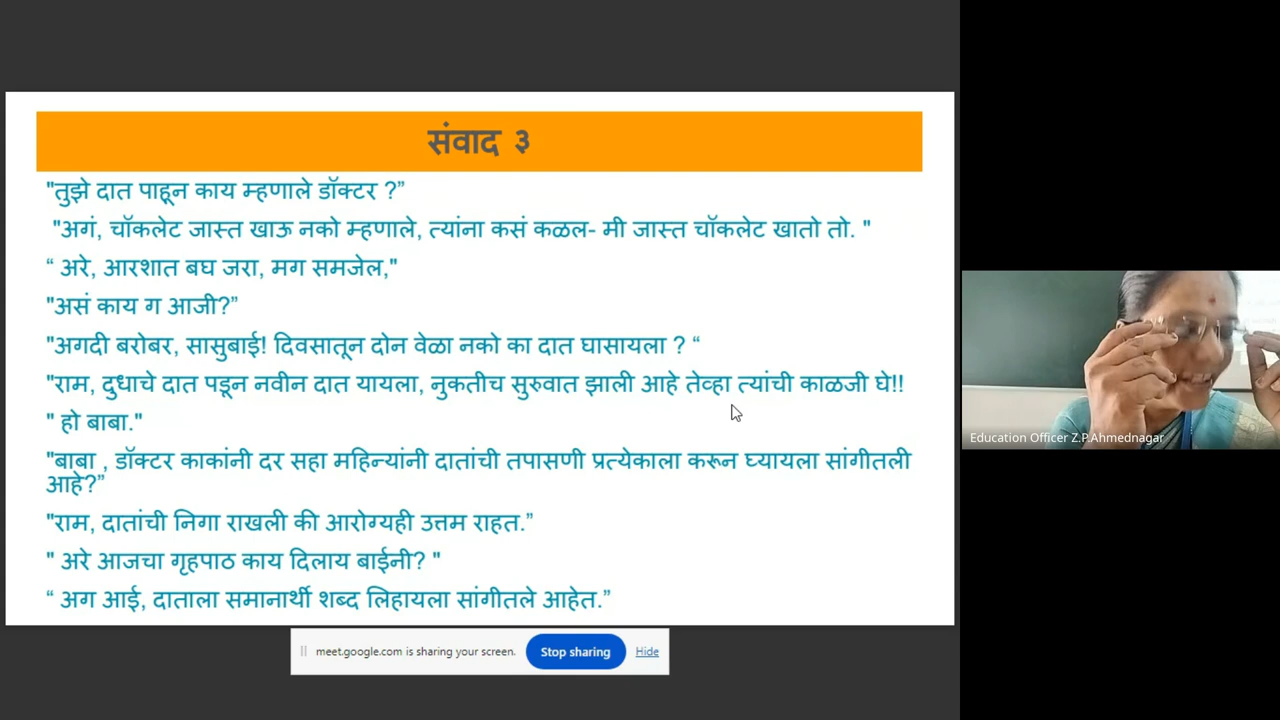 संवाद ३
"तुझे दात पाहून काय म्हणाले डॉक्टर ?”
"अगं, चॉकलेट जास्त खाऊ नको म्हणाले, त्यांना कसं कळल- मी जास्त चॉकलेट खातो तो. "
“ अरे, आरशात बघ जरा, मग समजेल,"
"असं काय ग आजी?”
"अगदी बरोबर, सासुबाई! दिवसातून दोन वेळा नको का दात घासायला ? “
"राम, दुधाचे दात पडून नवीन दात यायला, नुकतीच सुरुवात झाली आहे तेव्हा त्यांची काळजी घे!!
" हो बाबा."
"बाबा , डॉक्टर काकांनी दर सहा महिन्यांनी दातांची तपासणी प्रत्येकाला करून घ्यायला सांगीतली
आहे?”
"राम, दातांची निगा राखली की आरोग्यही उत्तम राहत.”
" अरे आजचा गृहपाठ काय दिलाय बाईनी? "
“ अग आई, दाताला समानार्थी शब्द लिहायला सांगीतले आहेत.”
meet.google.com is sharing your screen.
Stop sharing
Hide
Education Officer Z.P.Ahmednagar